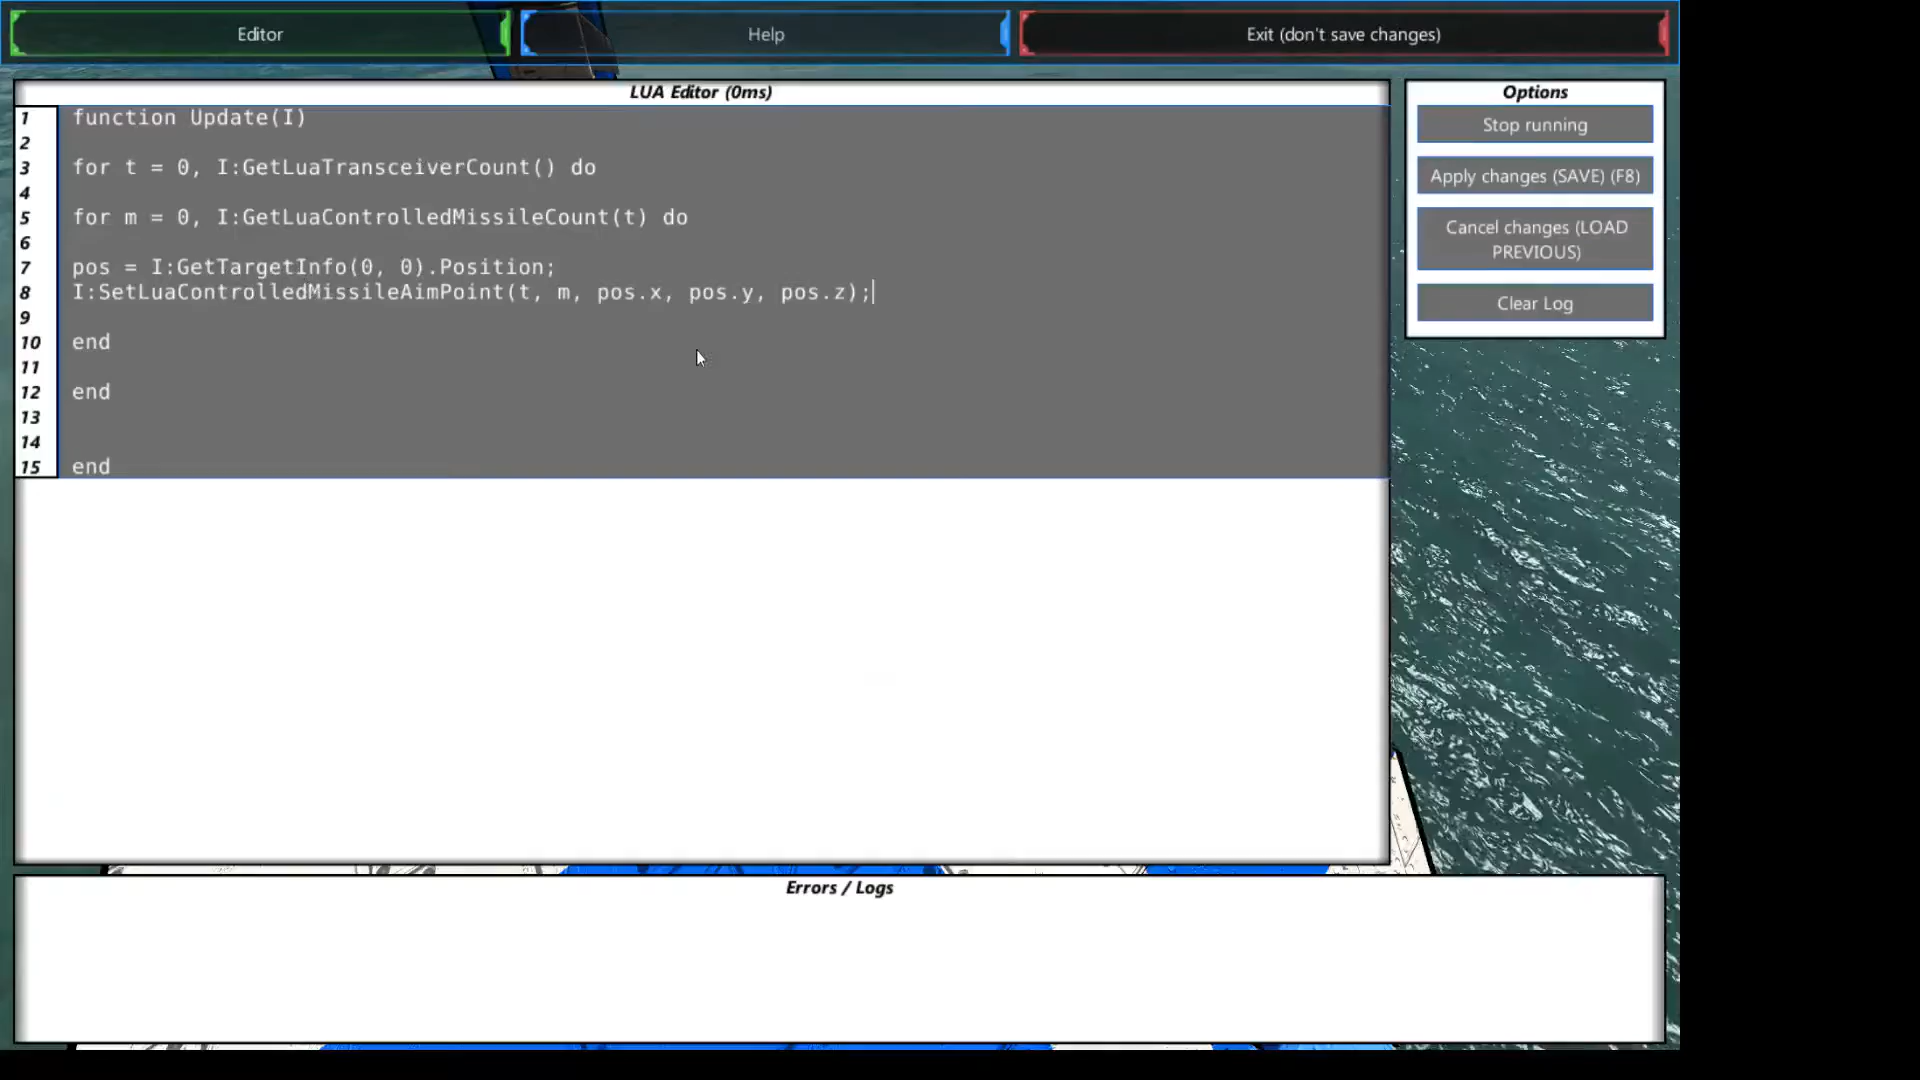 Editor
Help
Exit (don't save changes)
LUA Editor (0ms)
1 function Update(I)
2
3 for t = 0, I:GetLuaTransceiverCount() do
4
5 for m = 0, I:GetLuaControlledMissileCount(t) do
6
7 pos = I:GetTargetInfo(0, 0).Position;
8 I:SetLuaControlledMissileAimPoint(t, m, pos.x, pos.y, pos.z);
9
10 end
11
12 end
13
14
15 end
Options
Stop running
Apply changes (SAVE) (F8)
Cancel changes (LOAD
PREVIOUS)
Clear Log
Errors / Logs